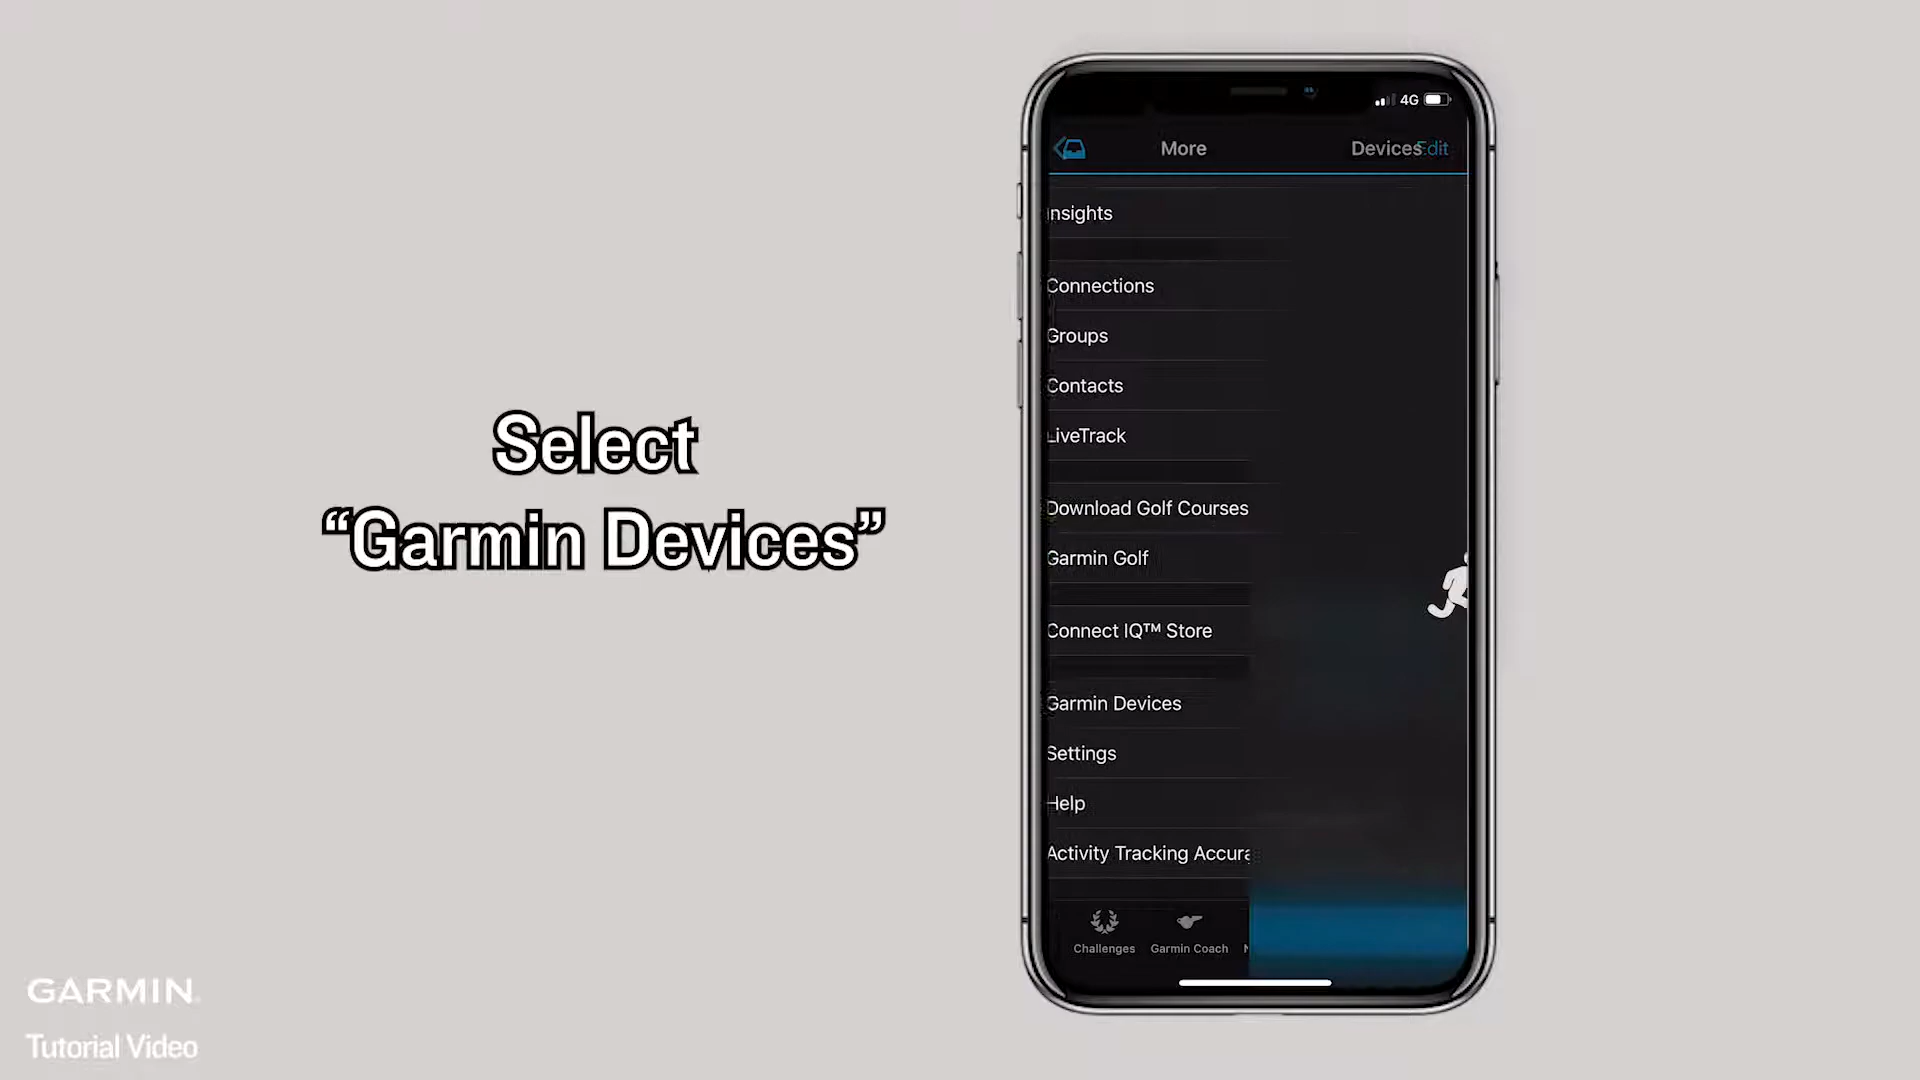 4G
More
Devices
Edit
Insights
Connections
Groups
Contacts
LiveTrack
Download Golf Courses
Garmin Golf
Connect IQ™ Store
Garmin Devices
Settings
Help
Activity Tracking Accura
Challenges
Garmin Coach
Select
“Garmin Devices”
GARMIN
Tutorial Video